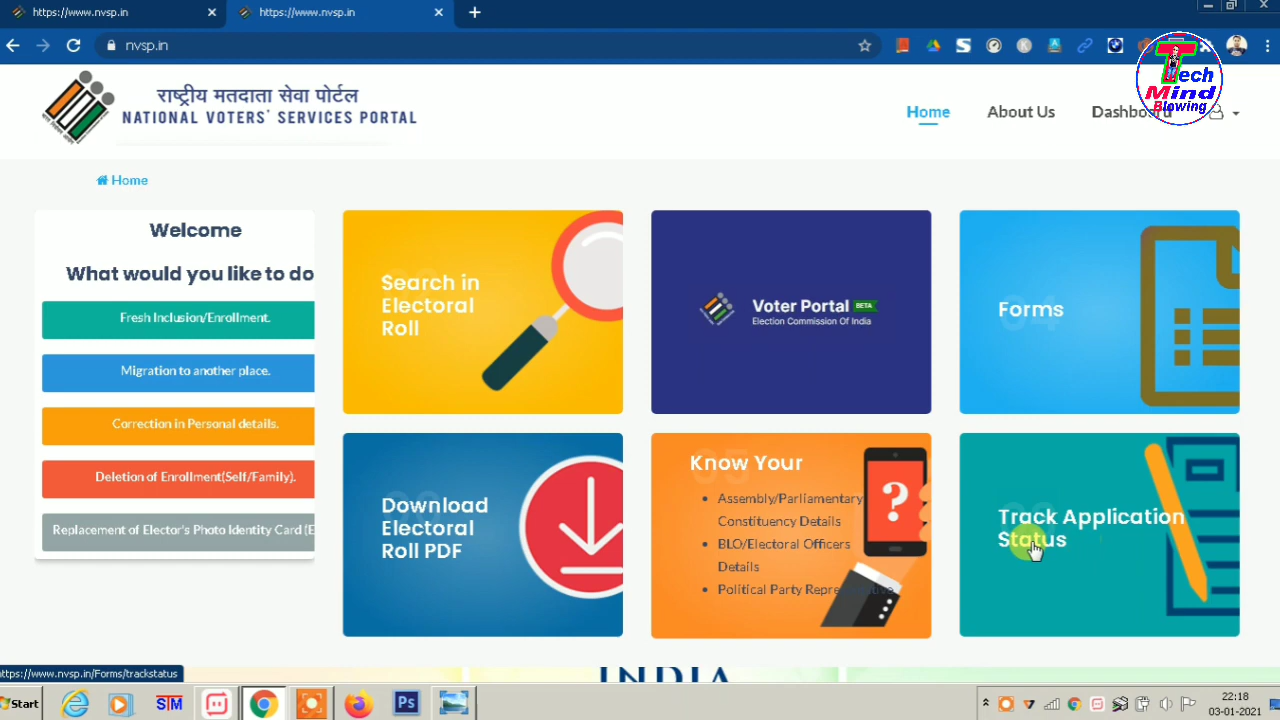 https://www.nvsp.in
https://www.nvsp.in
nvsp.in
Tech
Mind
Blowing
राष्ट्रीय मतदाता सेवा पोर्टल
NATIONAL VOTERS' SERVICES PORTAL
Home
About Us
Home
Welcome
What would you like to do
Fresh Inclusion/Enrollment.
Migration to another place.
Correction in Personal details.
Deletion of Enrollment(Self/Family).
Replacement of Elector's Photo Identity Card (E
Search in
Electoral
Roll
Voter Portal BETA
Election Commission Of India
Forms
Download
Electoral
Roll PDF
Know Your
Assembly/Parliamentary
Constituency Details
BLO/Electoral Officers
Details
Political Party
Track Application
Status
INDIA
https://www.nvsp.in/Forms/trackstatus
Start
STM
Ps
22:18
03-01-2021